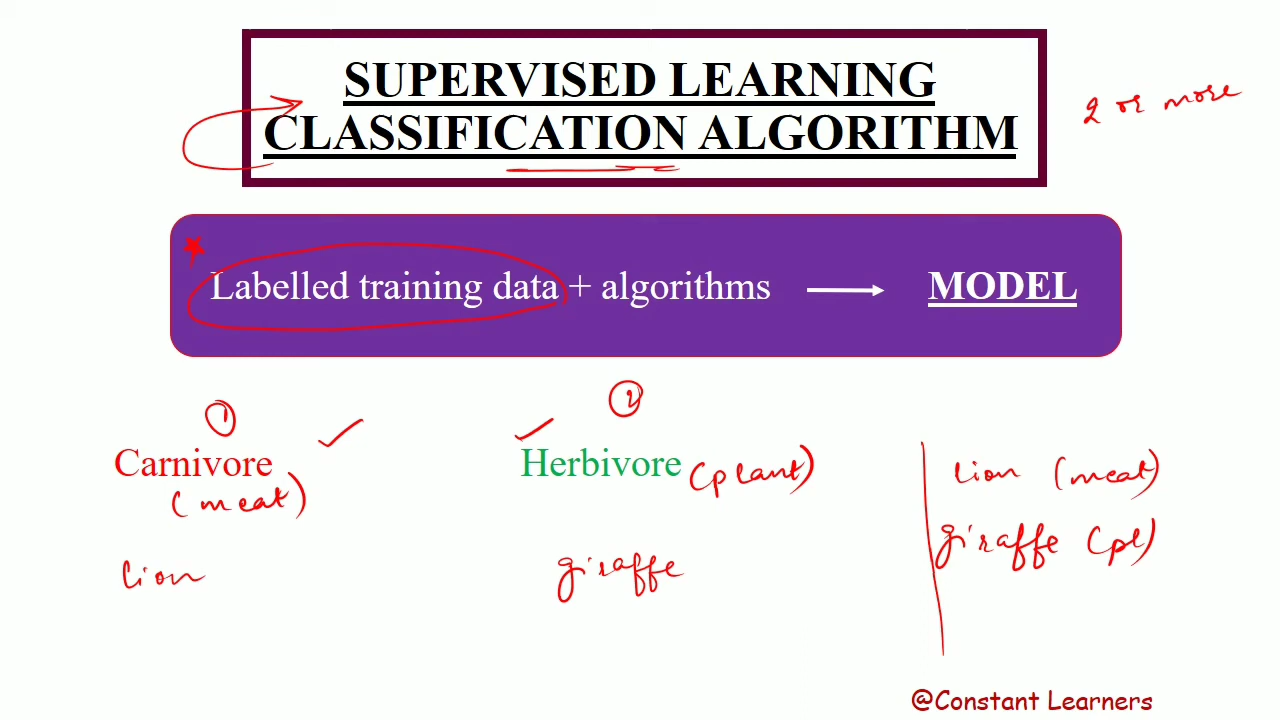 SUPERVISED LEARNING
CLASSIFICATION ALGORITHM
2 or more
Labelled training data + algorithms MODEL
1
2
Carnivore
(meat)
Herbivore (plant)
lion
giraffe
lion (meat)
giraffe (pl)
@Constant Learners